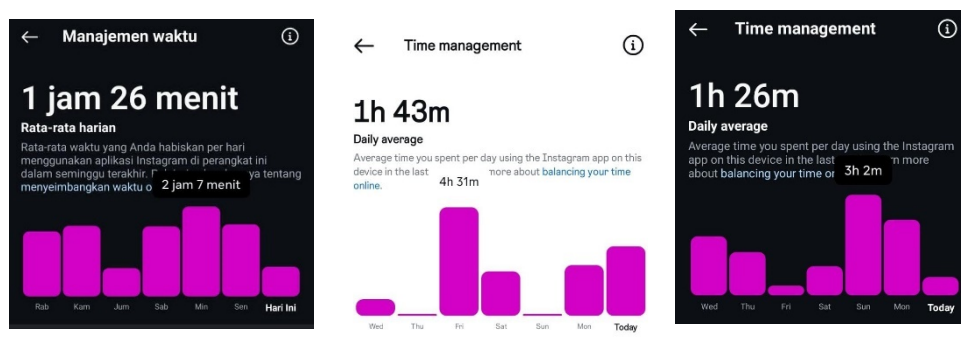 Manajemen waktu
1 jam 26 menit
Rata-rata harian
Rata-rata waktu yang Anda habiskan per hari
menggunakan aplikasi Instagram di perangkat ini
dalam seminggu terakhir. tentang
menyeimbangkan waktu
2 jam 7 menit
Rab Kam Jum Sab Min Sen Hari Ini
Time management
1h 43m
Daily average
Average time you spent per day using the Instagram app on this
device in the last more about balancing your time
online.
4h 31m
Wed Thu Fri Sat Sun Mon Today
Time management
1h 26m
Daily average
Average time you spent per day using the Instagram
app on this device in the last more
about balancing your time
3h 2m
Wed Thu Fri Sat Sun Mon Today